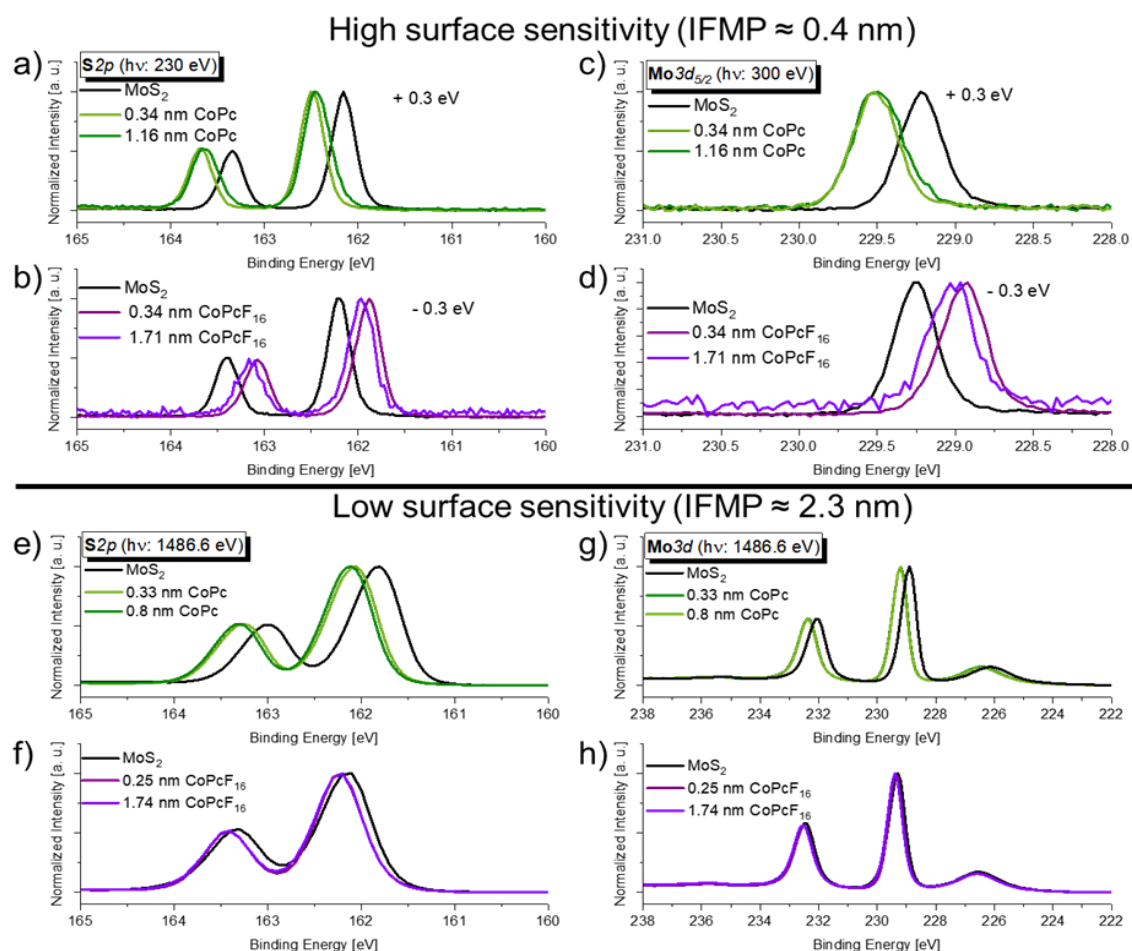 High surface sensitivity (IFMP ≈ 0.4 nm)
a)
S2p (hν: 230 eV)
MoS₂
0.34 nm CoPc
1.16 nm CoPc
+ 0.3 eV
Normalized Intensity [a. u.]
165 164 163 162 161 160
Binding Energy [eV]
c)
Mo3d₅/₂ (hν: 300 eV)
MoS₂
0.34 nm CoPc
1.16 nm CoPc
+ 0.3 eV
Normalized Intensity [a. u.]
231.0 230.5 230.0 229.5 229.0 228.5 228.0
Binding Energy [eV]
b)
MoS₂
0.34 nm CoPcF₁₆
1.71 nm CoPcF₁₆
- 0.3 eV
Normalized Intensity [a. u.]
165 164 163 162 161 160
Binding Energy [eV]
d)
MoS₂
0.34 nm CoPcF₁₆
1.71 nm CoPcF₁₆
- 0.3 eV
Normalized Intensity [a. u.]
231.0 230.5 230.0 229.5 229.0 228.5 228.0
Binding Energy [eV]
Low surface sensitivity (IFMP ≈ 2.3 nm)
e)
S2p (hν: 1486.6 eV)
MoS₂
0.33 nm CoPc
0.8 nm CoPc
Normalized Intensity [a. u.]
165 164 163 162 161 160
Binding Energy [eV]
g)
Mo3d (hν: 1486.6 eV)
MoS₂
0.33 nm CoPc
0.8 nm CoPc
Normalized Intensity [a. u.]
238 236 234 232 230 228 226 224 222
Binding Energy [eV]
f)
MoS₂
0.25 nm CoPcF₁₆
1.74 nm CoPcF₁₆
Normalized Intensity [a. u.]
165 164 163 162 161 160
Binding Energy [eV]
h)
MoS₂
0.25 nm CoPcF₁₆
1.74 nm CoPcF₁₆
Normalized Intensity [a. u.]
238 236 234 232 230 228 226 224 222
Binding Energy [eV]